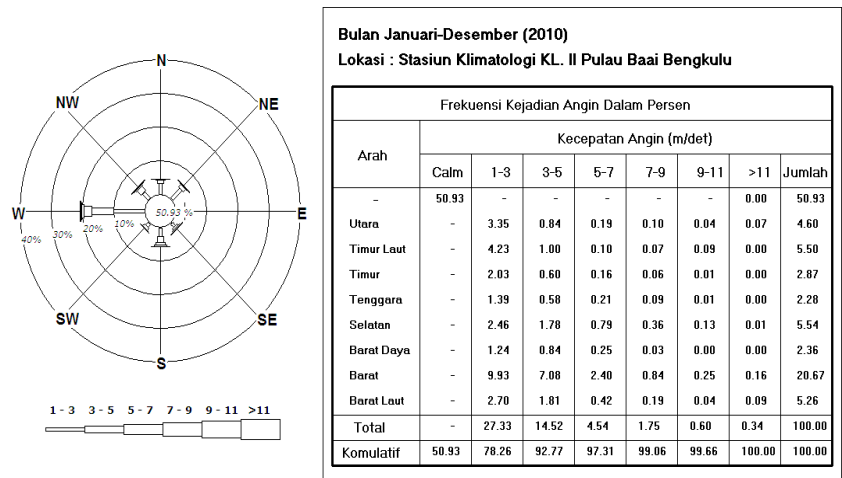 N
NW
NE
W
50.93 %
E
10%
20%
30%
40%
SW
SE
S
1 - 3 3 - 5 5 - 7 7 - 9 9 - 11 >11
Bulan Januari-Desember (2010)
Lokasi : Stasiun Klimatologi KL. II Pulau Baai Bengkulu
Frekuensi Kejadian Angin Dalam Persen
Arah
Kecepatan Angin (m/det)
Calm 1-3 3-5 5-7 7-9 9-11 >11 Jumlah
- 50.93 - - - - - 0.00 50.93
Utara - 3.35 0.84 0.19 0.10 0.04 0.07 4.60
Timur Laut - 4.23 1.00 0.10 0.07 0.09 0.00 5.50
Timur - 2.03 0.60 0.16 0.06 0.01 0.00 2.87
Tenggara - 1.39 0.58 0.21 0.09 0.01 0.00 2.28
Selatan - 2.46 1.78 0.79 0.36 0.13 0.01 5.54
Barat Daya - 1.24 0.84 0.25 0.03 0.00 0.00 2.36
Barat - 9.93 7.08 2.40 0.84 0.25 0.16 20.67
Barat Laut - 2.70 1.81 0.42 0.19 0.04 0.09 5.26
Total - 27.33 14.52 4.54 1.75 0.60 0.34 100.00
Komulatif 50.93 78.26 92.77 97.31 99.06 99.66 100.00 100.00